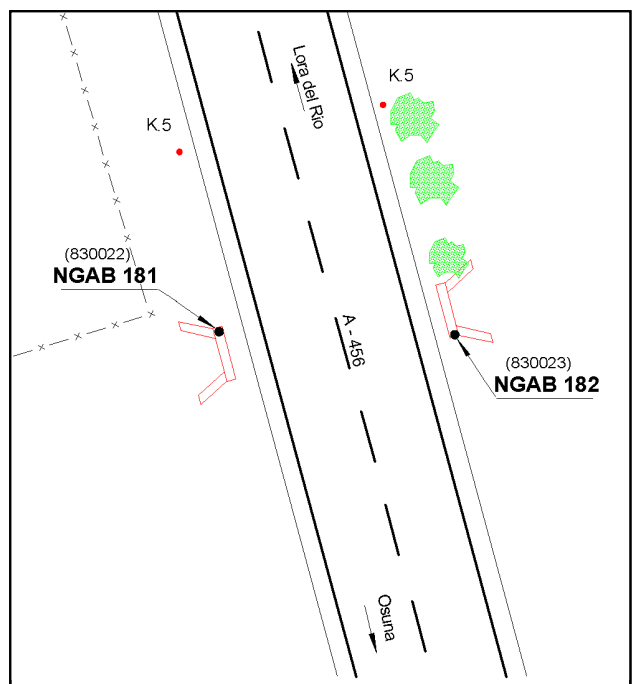 Lora del Rio
K.5
K.5
(830022)
NGAB 181
A - 456
(830023)
NGAB 182
Osuna